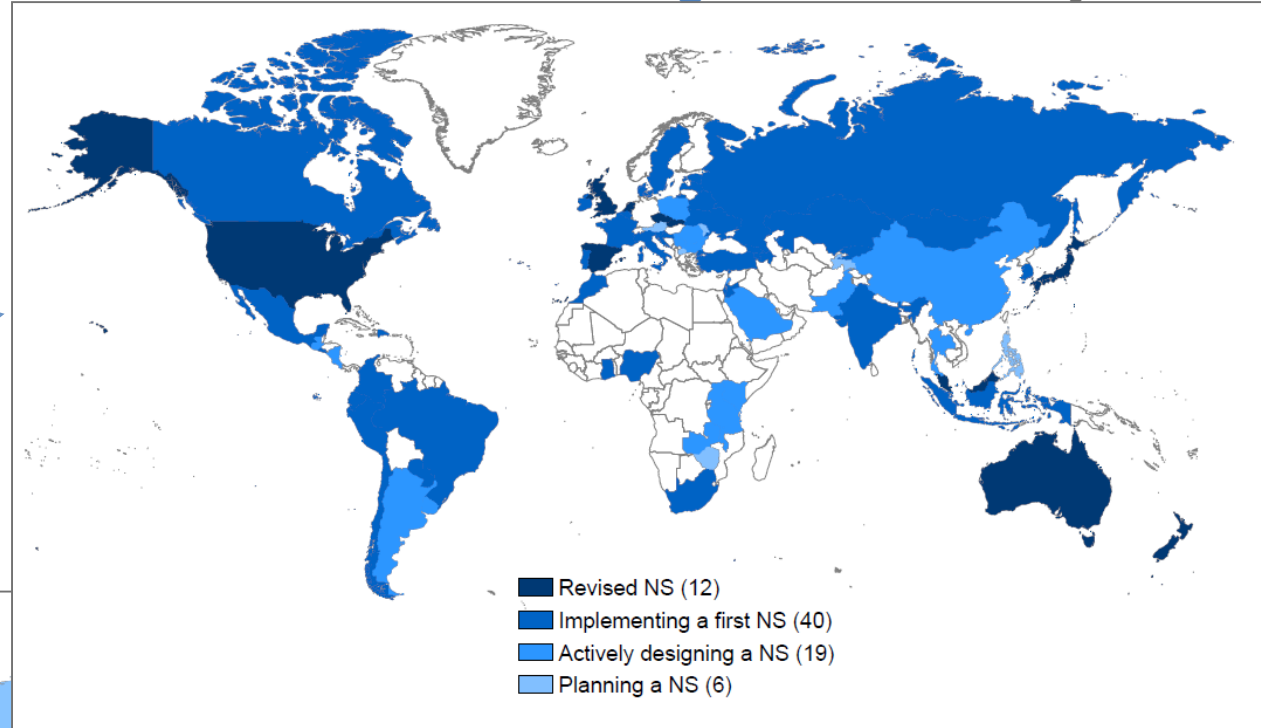 Revised NS (12)
Implementing a first NS (40)
Actively designing a NS (19)
Planning a NS (6)